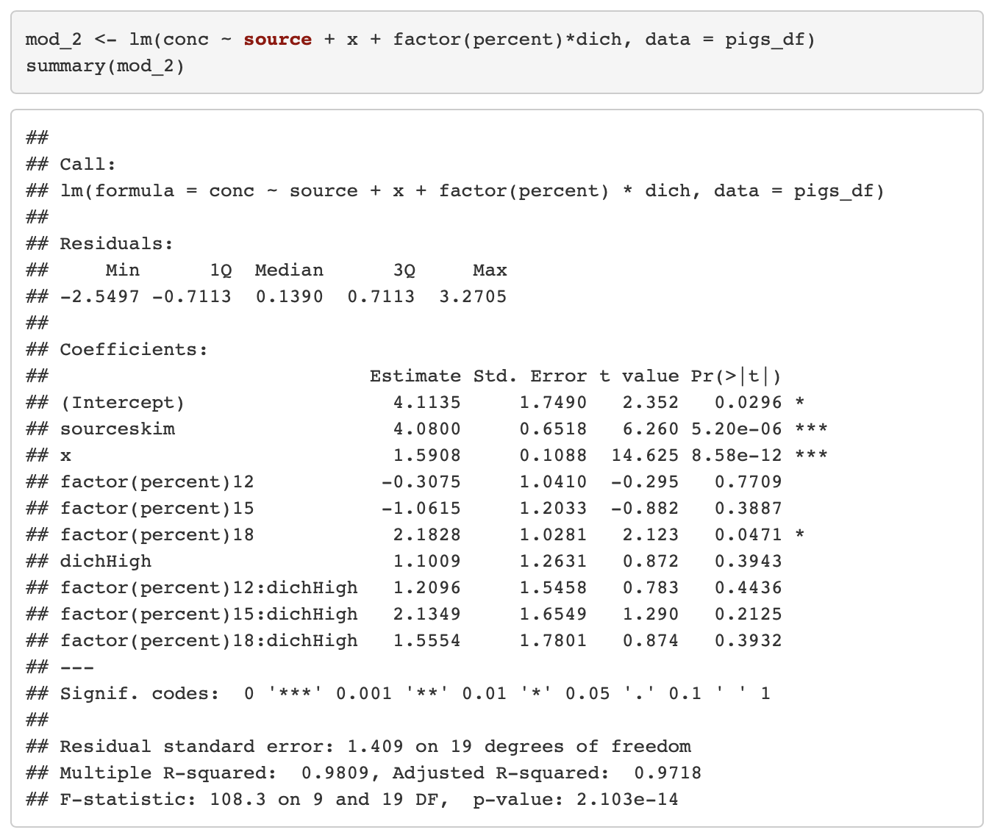 mod_2 <- lm(conc ~ source + x + factor(percent)*dich, data = pigs_df)
summary(mod_2)
##
## Call:
## lm(formula = conc ~ source + x + factor(percent) * dich, data = pigs_df)
##
## Residuals:
##     Min      1Q  Median      3Q     Max
## -2.5497 -0.7113  0.1390  0.7113  3.2705
##
## Coefficients:
##                            Estimate Std. Error t value Pr(>|t|)
## (Intercept)                  4.1135     1.7490   2.352   0.0296 *
## sourceskim                   4.0800     0.6518   6.260 5.20e-06 ***
## x                            1.5908     0.1088  14.625 8.58e-12 ***
## factor(percent)12           -0.3075     1.0410  -0.295   0.7709
## factor(percent)15           -1.0615     1.2033  -0.882   0.3887
## factor(percent)18            2.1828     1.0281   2.123   0.0471 *
## dichHigh                     1.1009     1.2631   0.872   0.3943
## factor(percent)12:dichHigh   1.2096     1.5458   0.783   0.4436
## factor(percent)15:dichHigh   2.1349     1.6549   1.290   0.2125
## factor(percent)18:dichHigh   1.5554     1.7801   0.874   0.3932
## ---
## Signif. codes:  0 '***' 0.001 '**' 0.01 '*' 0.05 '.' 0.1 ' ' 1
##
## Residual standard error: 1.409 on 19 degrees of freedom
## Multiple R-squared:  0.9809, Adjusted R-squared:  0.9718
## F-statistic: 108.3 on 9 and 19 DF,  p-value: 2.103e-14